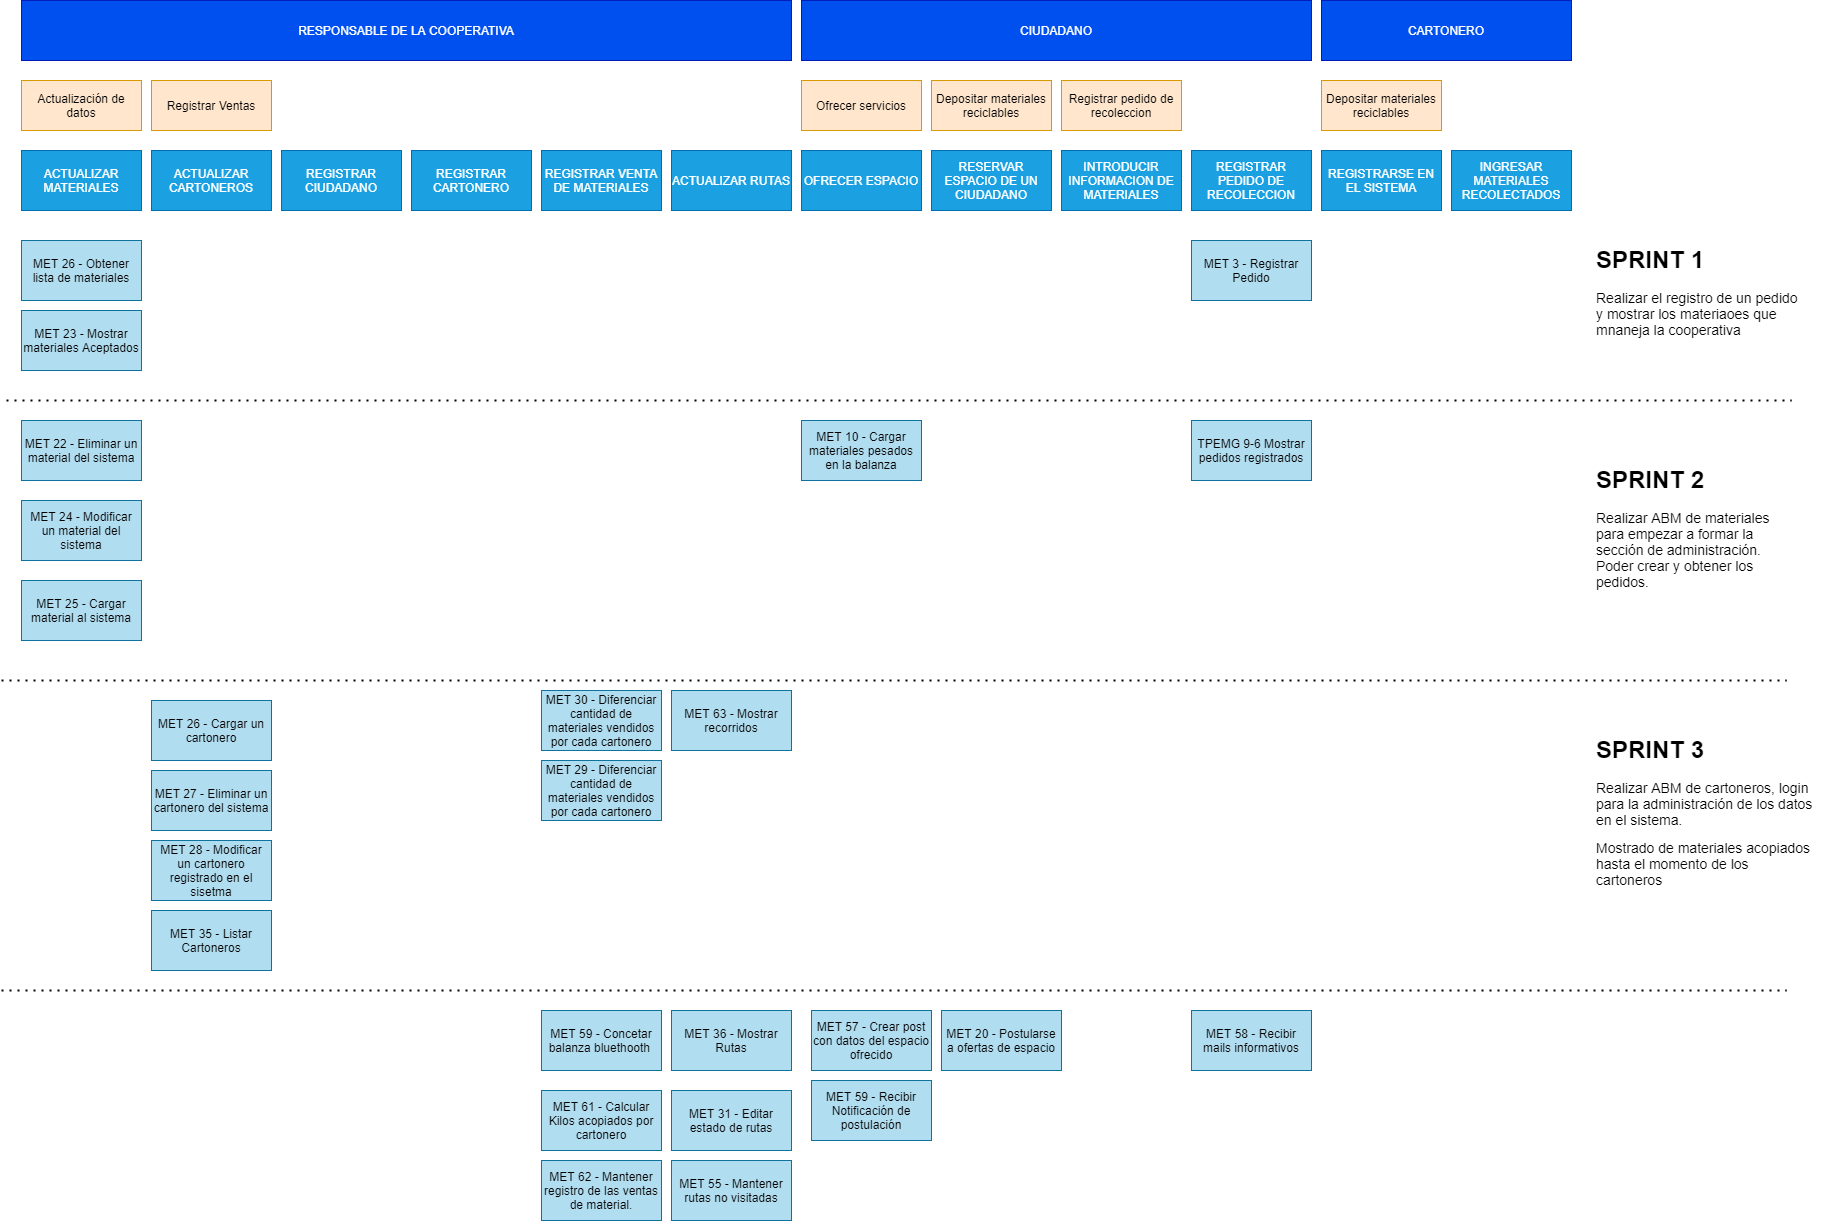 RESPONSABLE DE LA COOPERATIVA
CIUDADANO
CARTONERO
Actualización de
datos
Registrar Ventas
Ofrecer servicios
Depositar materiales
reciclables
Registrar pedido de
recoleccion
Depositar materiales
reciclables
ACTUALIZAR
MATERIALES
ACTUALIZAR
CARTONEROS
REGISTRAR
CIUDADANO
REGISTRAR
CARTONERO
REGISTRAR VENTA
DE MATERIALES
ACTUALIZAR RUTAS
OFRECER ESPACIO
RESERVAR
ESPACIO DE UN
CIUDADANO
INTRODUCIR
INFORMACION DE
MATERIALES
REGISTRAR
PEDIDO DE
RECOLECCION
REGISTRARSE EN
EL SISTEMA
INGRESAR
MATERIALES
RECOLECTADOS
MET 26 - Obtener
lista de materiales
MET 3 - Registrar
Pedido
MET 23 - Mostrar
materiales Aceptados
SPRINT 1
Realizar el registro de un pedido
y mostrar los materiaoes que
mnaneja la cooperativa
MET 22 - Eliminar un
material del sistema
MET 10 - Cargar
materiales pesados
en la balanza
TPEMG 9-6 Mostrar
pedidos registrados
MET 24 - Modificar
un material del
sistema
MET 25 - Cargar
material al sistema
SPRINT 2
Realizar ABM de materiales
para empezar a formar la
sección de administración.
Poder crear y obtener los
pedidos.
MET 26 - Cargar un
cartonero
MET 30 - Diferenciar
cantidad de
materiales vendidos
por cada cartonero
MET 63 - Mostrar
recorridos
MET 27 - Eliminar un
cartonero del sistema
MET 29 - Diferenciar
cantidad de
materiales vendidos
por cada cartonero
MET 28 - Modificar
un cartonero
registrado en el
sisetma
MET 35 - Listar
Cartoneros
SPRINT 3
Realizar ABM de cartoneros, login
para la administración de los datos
en el sistema.
Mostrado de materiales acopiados
hasta el momento de los
cartoneros
MET 59 - Concetar
balanza bluethooth
MET 36 - Mostrar
Rutas
MET 57 - Crear post
con datos del espacio
ofrecido
MET 20 - Postularse
a ofertas de espacio
MET 58 - Recibir
mails informativos
MET 61 - Calcular
Kilos acopiados por
cartonero
MET 31 - Editar
estado de rutas
MET 59 - Recibir
Notificación de
postulación
MET 62 - Mantener
registro de las ventas
de material.
MET 55 - Mantener
rutas no visitadas